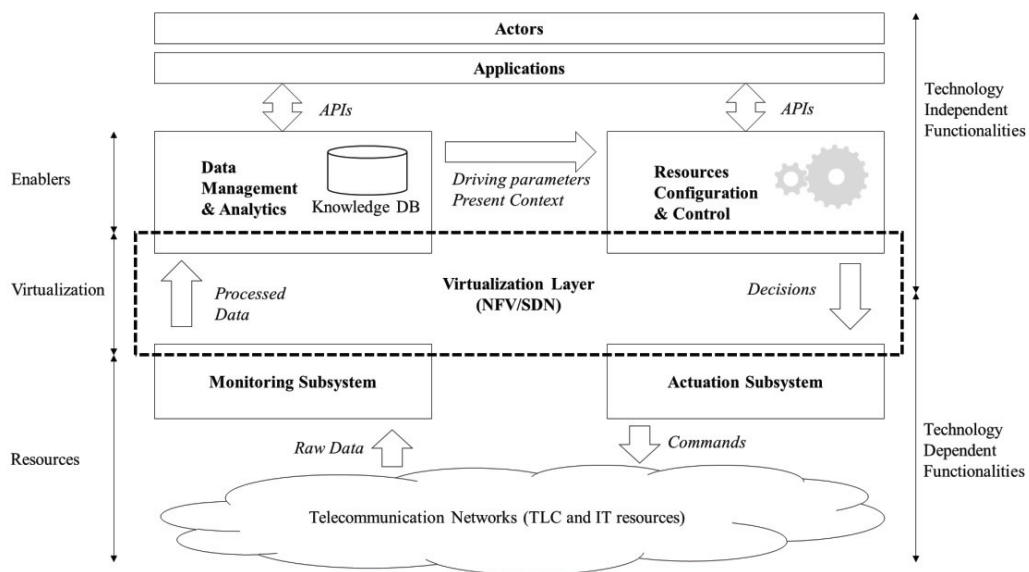 Actors
Applications
APIs
APIs
Technology
Independent
Functionalities
Enablers
Data
Management
& Analytics
Knowledge DB
Driving parameters
Present Context
Resources
Configuration
& Control
Virtualization
Processed
Data
Virtualization Layer
(NFV/SDN)
Decisions
Monitoring Subsystem
Actuation Subsystem
Resources
Raw Data
Commands
Technology
Dependent
Functionalities
Telecommunication Networks (TLC and IT resources)